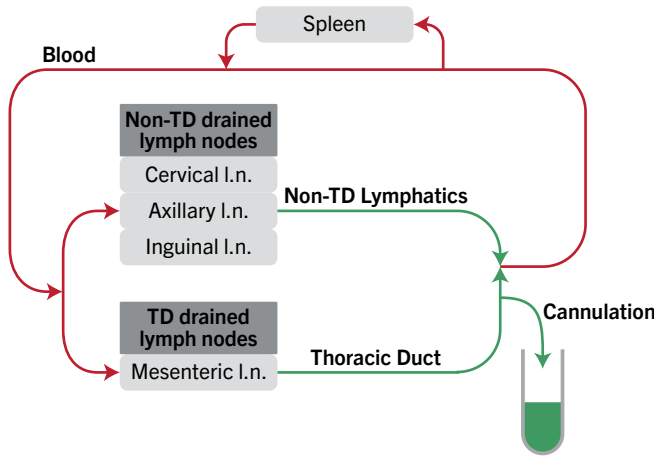 Spleen
Blood
Non-TD drained
lymph nodes
Cervical l.n.
Axillary l.n.
Inguinal l.n.
Non-TD Lymphatics
TD drained
lymph nodes
Mesenteric l.n.
Thoracic Duct
Cannulation